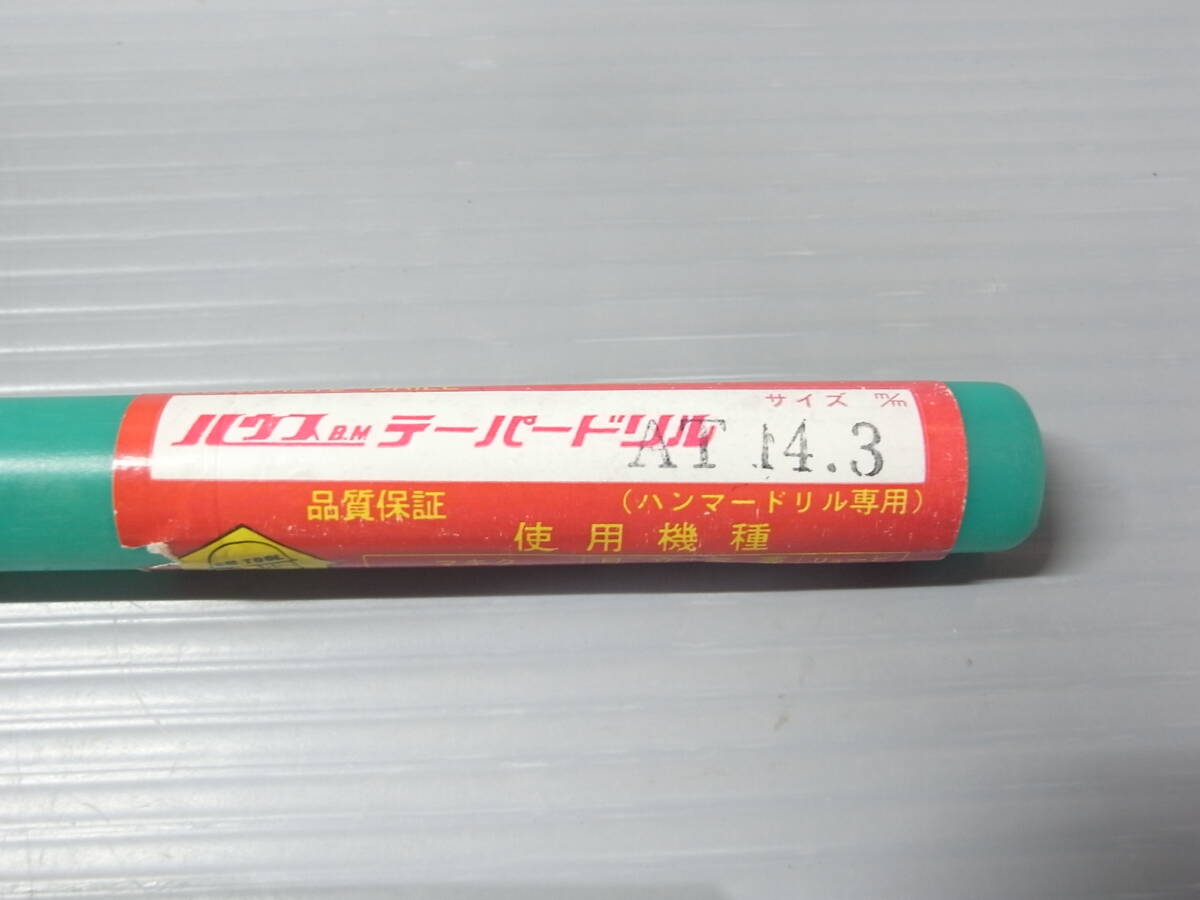 ハウスB.M テーパードリル
サイズ m/m
AT 14.3
品質保証 (ハンマードリル専用)
使用機種